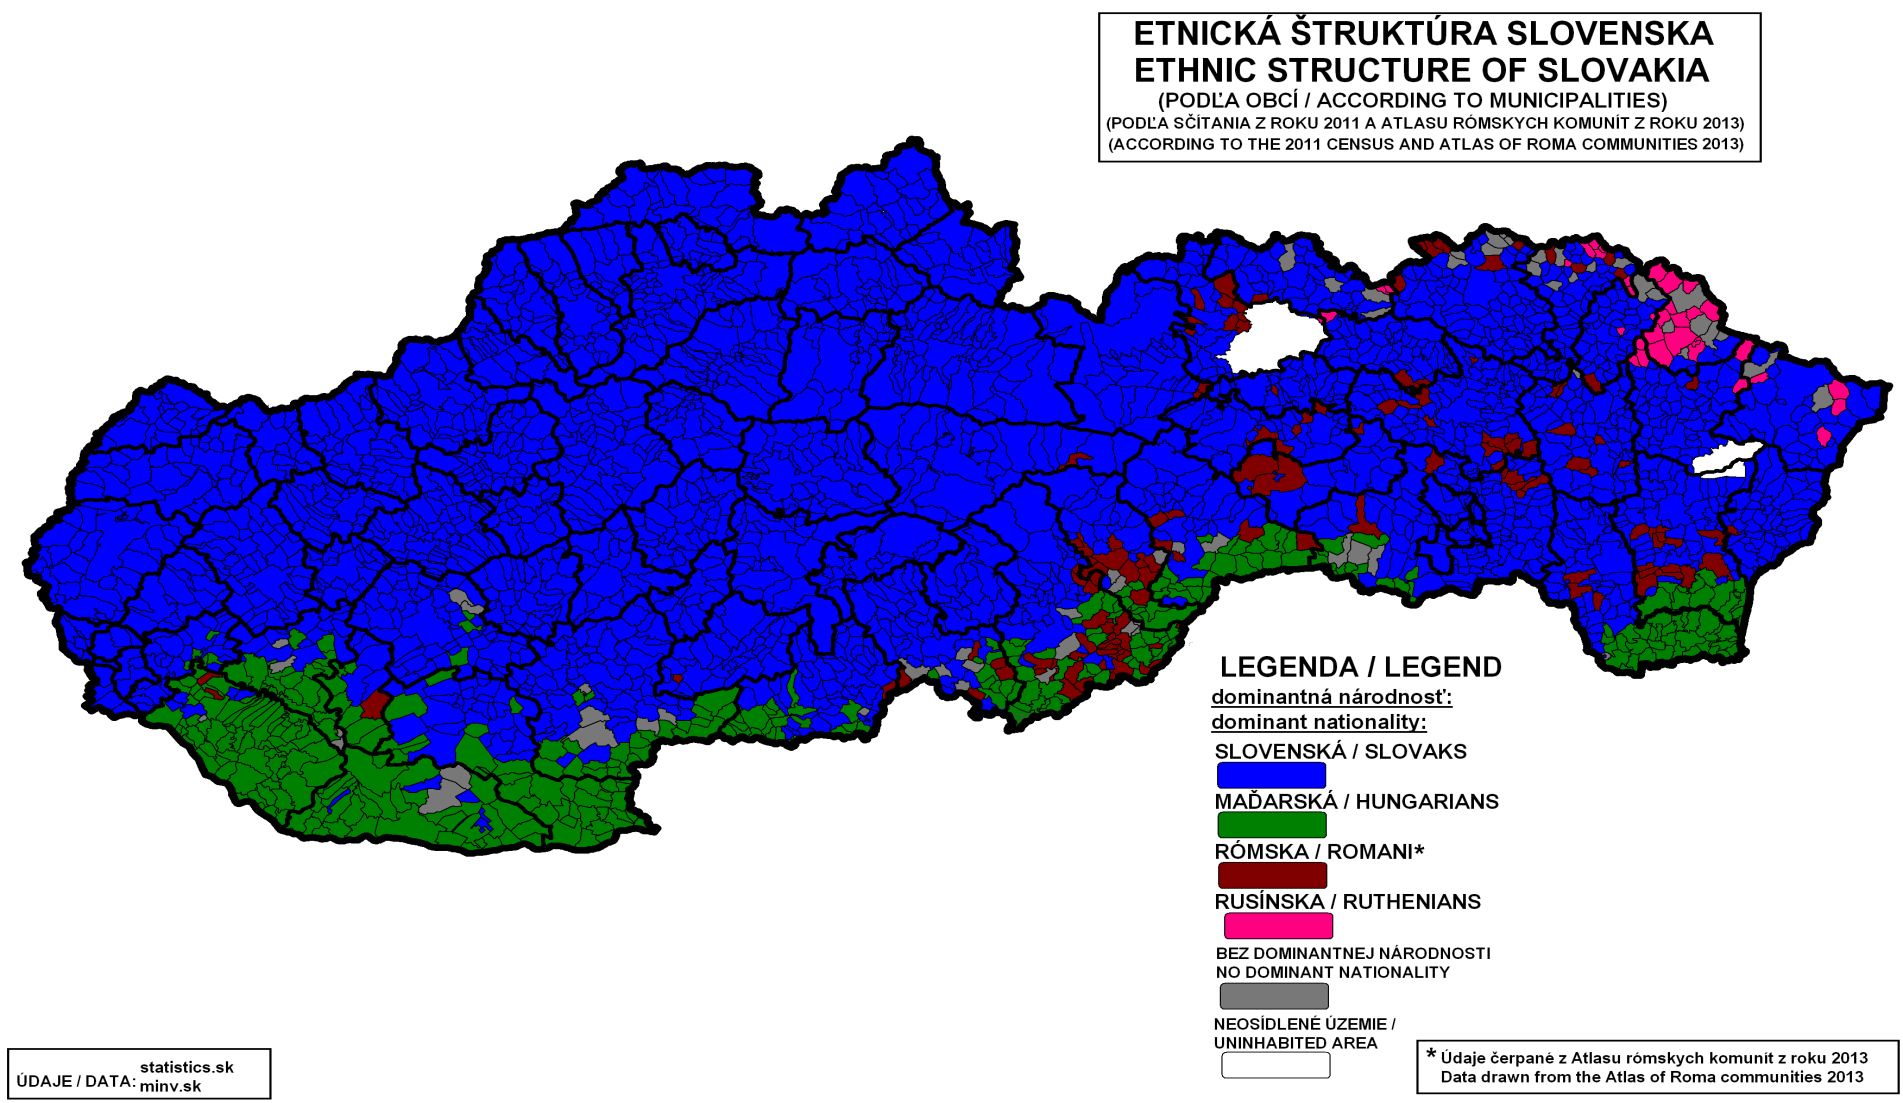 ETNICKÁ ŠTRUKTÚRA SLOVENSKA
ETHNIC STRUCTURE OF SLOVAKIA
(PODĽA OBCÍ / ACCORDING TO MUNICIPALITIES)
(PODĽA SČÍTANIA Z ROKU 2011 A ATLASU RÓMSKYCH KOMUNÍT Z ROKU 2013)
(ACCORDING TO THE 2011 CENSUS AND ATLAS OF ROMA COMMUNITIES 2013)
LEGENDA / LEGEND
dominantná národnosť:
dominant nationality:
SLOVENSKÁ / SLOVAKS
MAĎARSKÁ / HUNGARIANS
RÓMSKA / ROMANI*
RUSÍNSKA / RUTHENIANS
BEZ DOMINANTNEJ NÁRODNOSTI
NO DOMINANT NATIONALITY
NEOSÍDLENÉ ÚZEMIE /
UNINHABITED AREA
ÚDAJE / DATA: statistics.sk
minv.sk
* Údaje čerpané z Atlasu rómskych komunít z roku 2013
Data drawn from the Atlas of Roma communities 2013